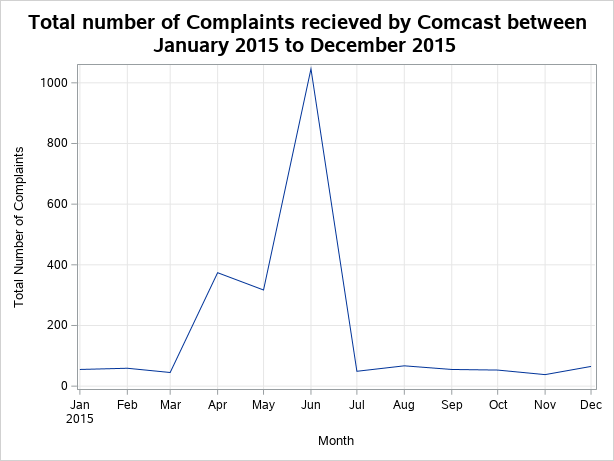 Total number of Complaints recieved by Comcast between
January 2015 to December 2015
Total Number of Complaints
1000
800
600
400
200
0
Jan Feb Mar Apr May Jun Jul Aug Sep Oct Nov Dec
2015
Month